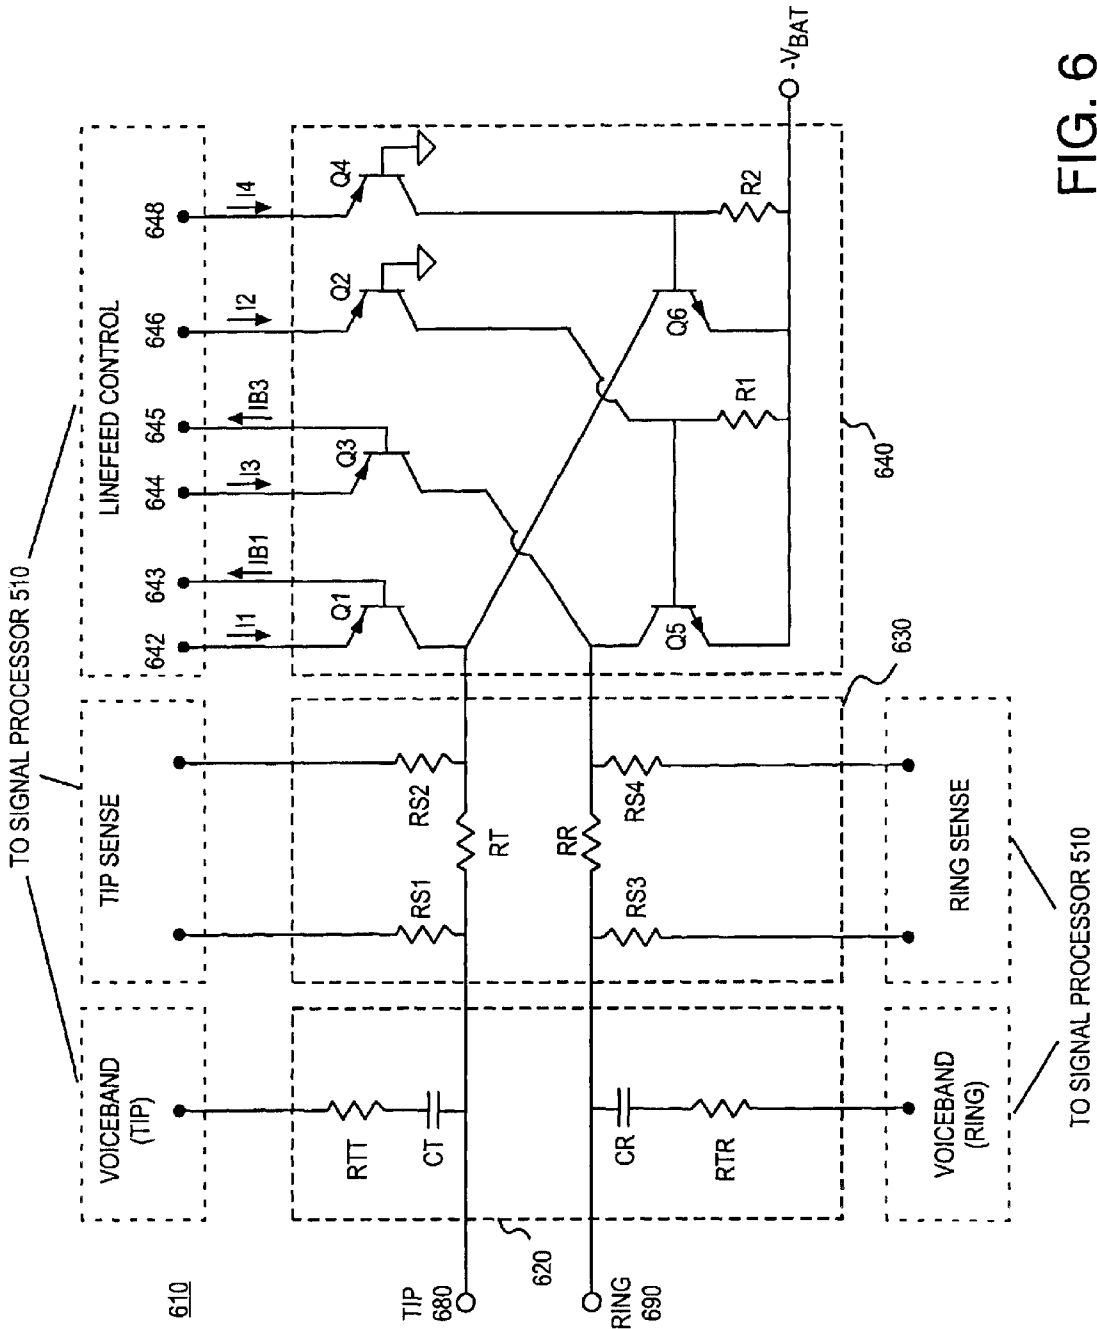 610
TO SIGNAL PROCESSOR 510
VOICEBAND
(TIP)
TIP SENSE
LINEFEED CONTROL
642
643
644
645
646
648
I1
IB1
I3
IB3
I2
I4
Q1
Q3
Q2
Q4
RTT
CT
RS1
RS2
TIP
680
RT
RR
RING
690
620
CR
RTR
RS3
RS4
Q5
Q6
R1
R2
-VBAT
630
640
VOICEBAND
(RING)
RING SENSE
TO SIGNAL PROCESSOR 510
FIG. 6